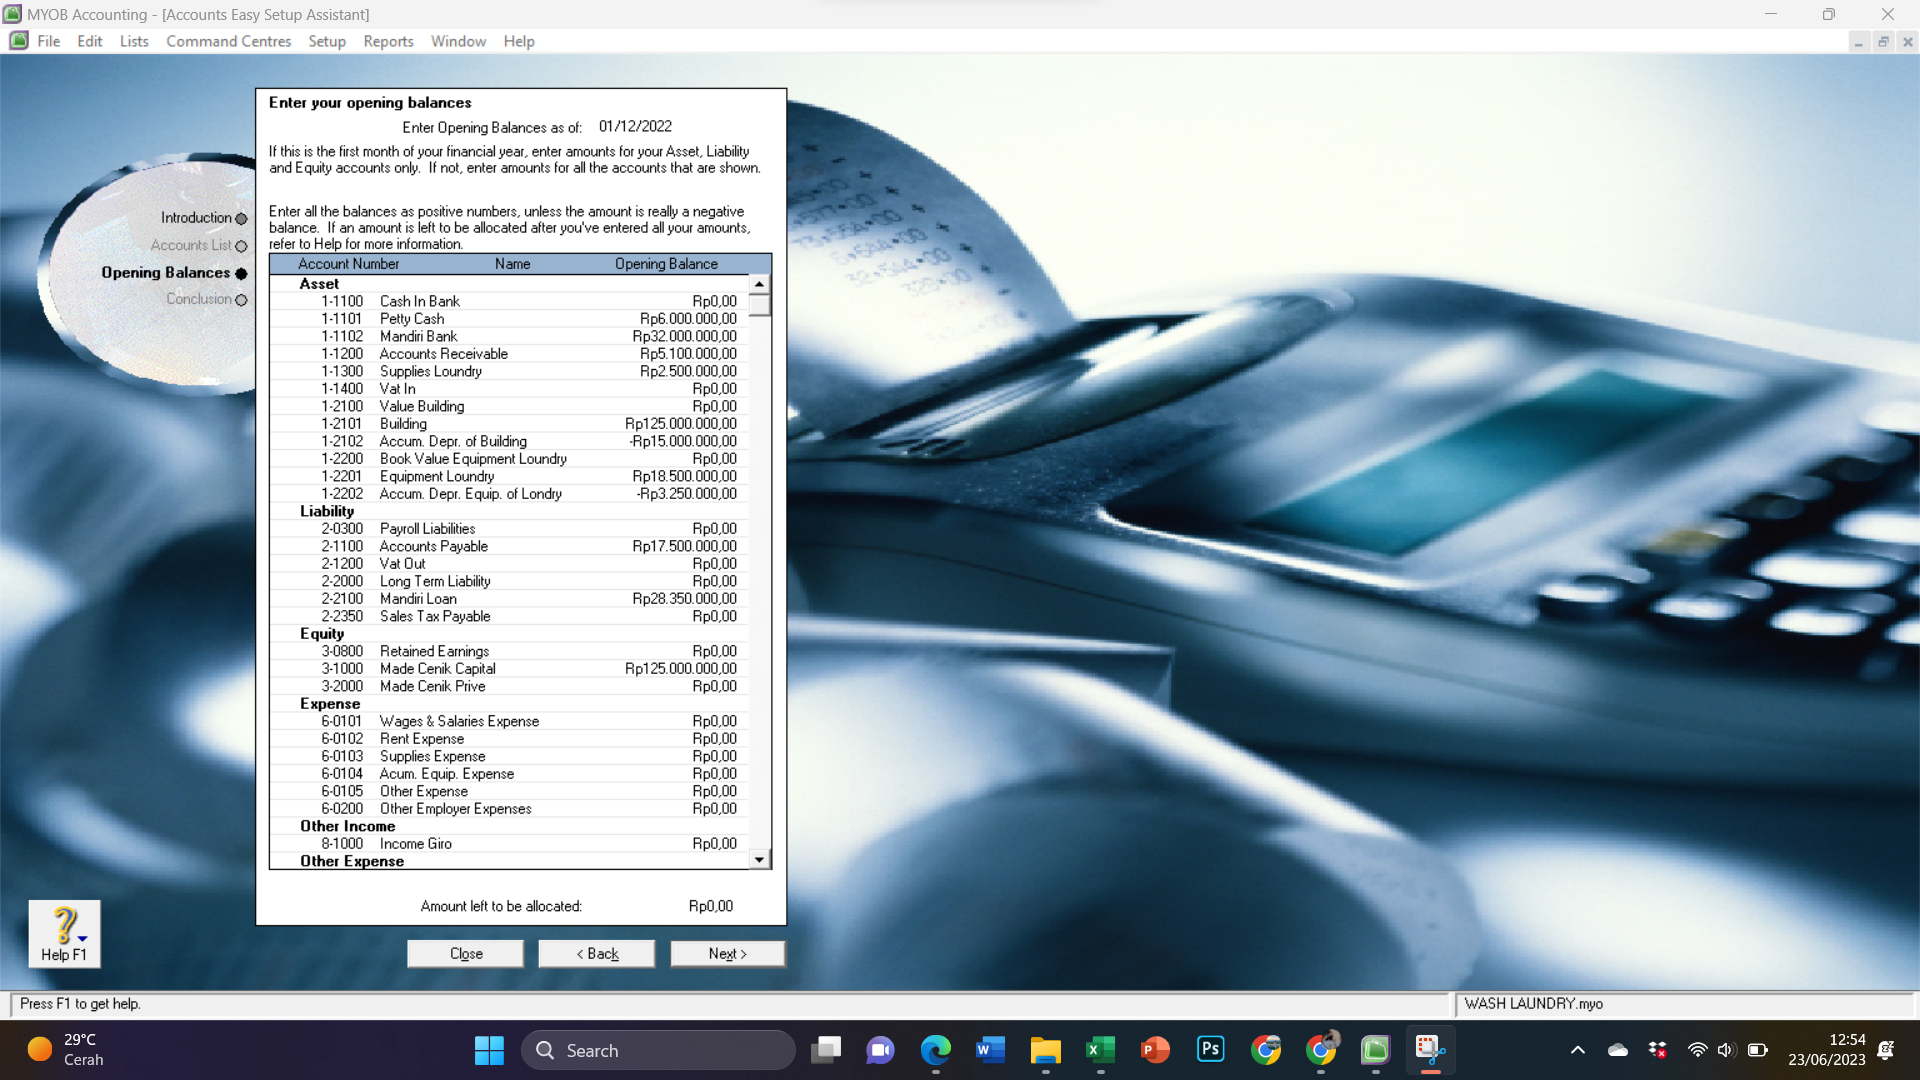 MYOB Accounting - [Accounts Easy Setup Assistant]
File Edit Lists Command Centres Setup Reports Window Help
Enter your opening balances
Enter Opening Balances as of: 01/12/2022
If this is the first month of your financial year, enter amounts for your Asset, Liability
and Equity accounts only. If not, enter amounts for all the accounts that are shown.
Enter all the balances as positive numbers, unless the amount is really a negative
balance. If an amount is left to be allocated after you've entered all your amounts,
refer to Help for more information.
Introduction
Accounts List
Opening Balances
Conclusion
Account Number Name Opening Balance
Asset
1-1100 Cash In Bank Rp0,00
1-1101 Petty Cash Rp6.000.000,00
1-1102 Mandiri Bank Rp32.000.000,00
1-1200 Accounts Receivable Rp5.100.000,00
1-1300 Supplies Loundry Rp2.500.000,00
1-1400 Vat In Rp0,00
1-2100 Value Building Rp0,00
1-2101 Building Rp125.000.000,00
1-2102 Accum. Depr. of Building -Rp15.000.000,00
1-2200 Book Value Equipment Loundry Rp0,00
1-2201 Equipment Loundry Rp18.500.000,00
1-2202 Accum. Depr. Equip. of Londry -Rp3.250.000,00
Liability
2-0300 Payroll Liabilities Rp0,00
2-1100 Accounts Payable Rp17.500.000,00
2-1200 Vat Out Rp0,00
2-2000 Long Term Liability Rp0,00
2-2100 Mandiri Loan Rp28.350.000,00
2-2350 Sales Tax Payable Rp0,00
Equity
3-0800 Retained Earnings Rp0,00
3-1000 Made Cenik Capital Rp125.000.000,00
3-2000 Made Cenik Prive Rp0,00
Expense
6-0101 Wages & Salaries Expense Rp0,00
6-0102 Rent Expense Rp0,00
6-0103 Supplies Expense Rp0,00
6-0104 Acum. Equip. Expense Rp0,00
6-0105 Other Expense Rp0,00
6-0200 Other Employer Expenses Rp0,00
Other Income
8-1000 Income Giro Rp0,00
Other Expense
Amount left to be allocated: Rp0,00
Help F1
Close < Back Next >
Press F1 to get help.
WASH LAUNDRY.myo
29°C
Cerah
Search
12:54
23/06/2023